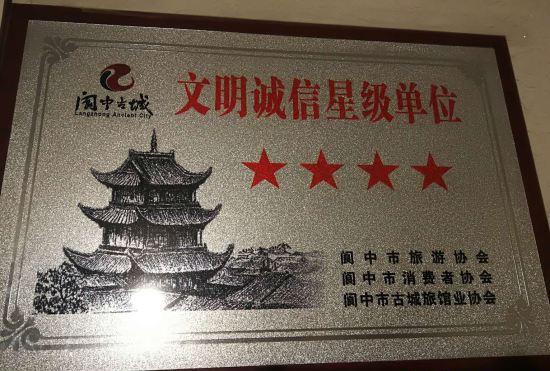 阆中古城
Langzhong Ancient City
文明诚信星级单位
阆中市旅游协会
阆中市消费者协会
阆中市古城旅馆业协会